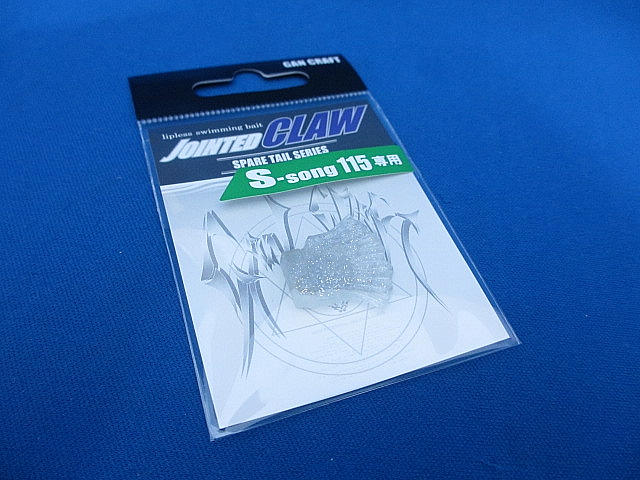 GAN CRAFT
lipless swimming bait
JOINTED CLAW
SPARE TAIL SERIES
S-song 115 専用